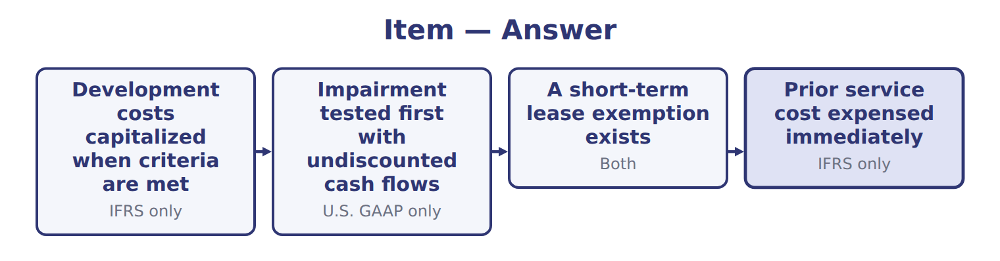 Item — Answer
Development
costs
capitalized
when criteria
are met
IFRS only
Impairment
tested first
with
undiscounted
cash flows
U.S. GAAP only
A short-term
lease exemption
exists
Both
Prior service
cost expensed
immediately
IFRS only